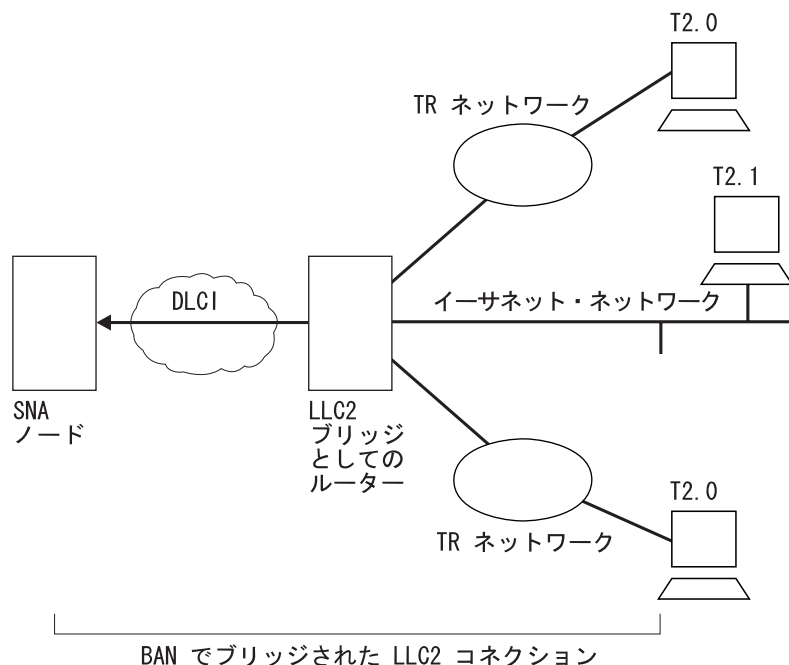 T2.0
TR ネットワーク
T2.1
DLCI
イーサネット・ネットワーク
SNA
ノード
LLC2
ブリッジ
としての
ルーター
T2.0
TR ネットワーク
BAN でブリッジされた LLC2 コネクション